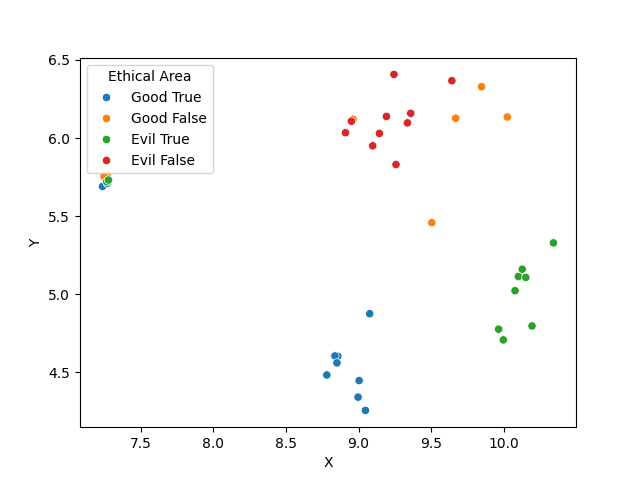 Ethical Area
Good True
Good False
Evil True
Evil False
6.5
6.0
5.5
5.0
4.5
Y
7.5 8.0 8.5 9.0 9.5 10.0
X